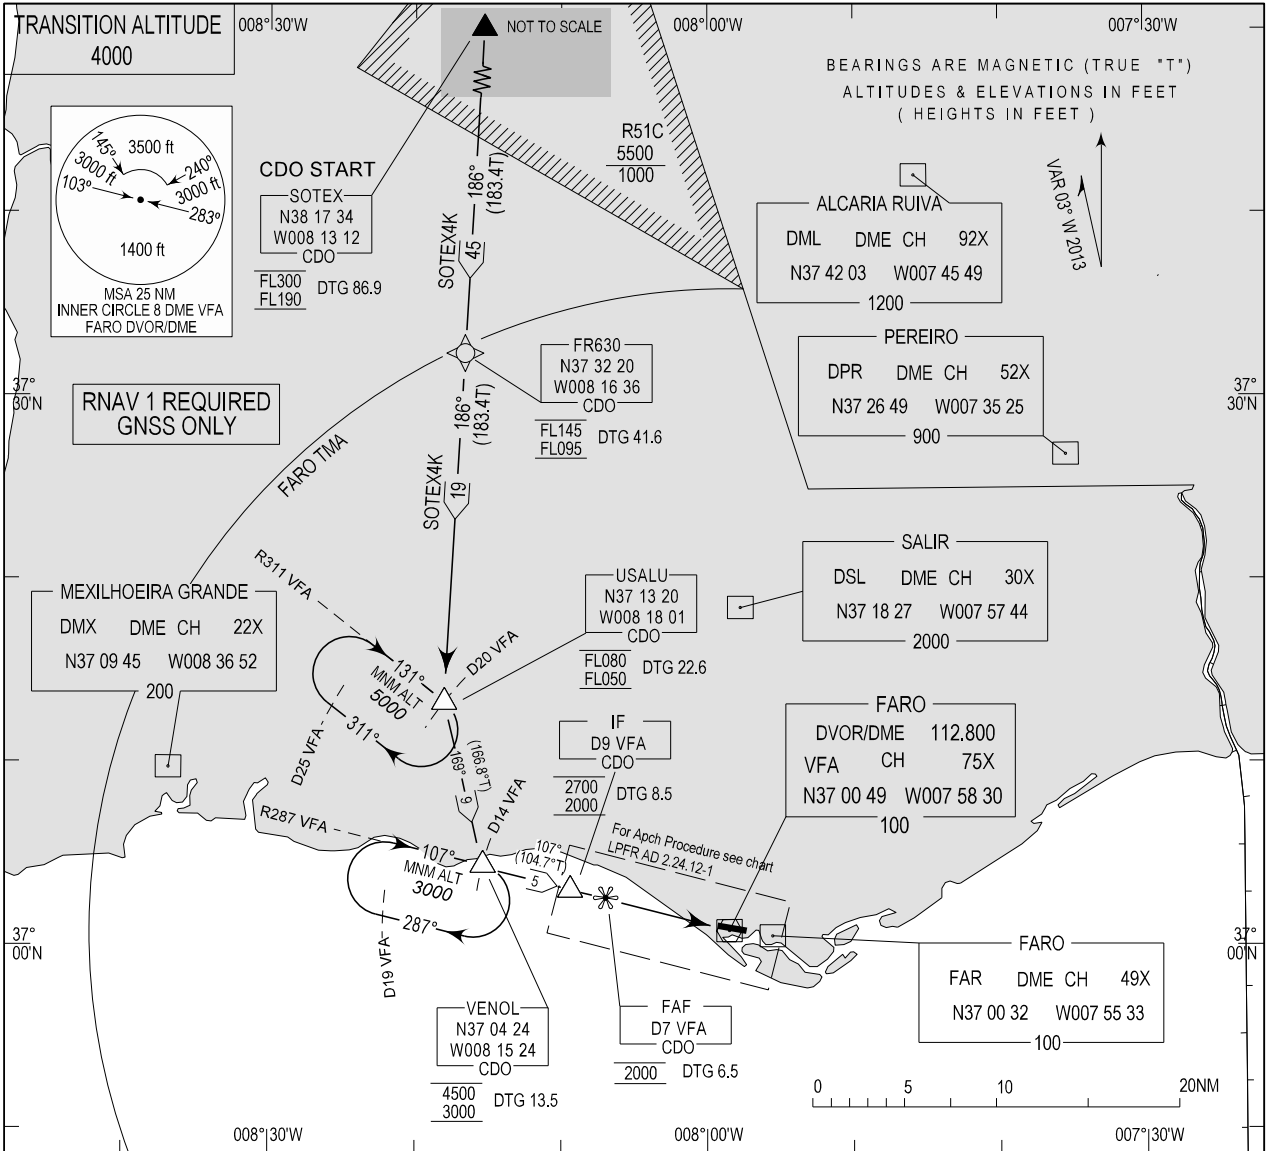 TRANSITION ALTITUDE
4000
008°30'W
NOT TO SCALE
008°00'W
007°30'W
BEARINGS ARE MAGNETIC (TRUE "T")
ALTITUDES & ELEVATIONS IN FEET
( HEIGHTS IN FEET )
VAR 03° W 2013
145°
3500 ft
240°
3000 ft
3000 ft
103°
283°
1400 ft
MSA 25 NM
INNER CIRCLE 8 DME VFA
FARO DVOR/DME
CDO START
SOTEX
N38 17 34
W008 13 12
CDO
FL300
FL190
DTG 86.9
186°
(183.4T)
SOTEX4K
45
R51C
5500
1000
ALCARIA RUIVA
DML DME CH 92X
N37 42 03 W007 45 49
1200
PEREIRO
DPR DME CH 52X
N37 26 49 W007 35 25
900
FR630
N37 32 20
W008 16 36
CDO
FL145
FL095
DTG 41.6
37°
30'N
37°
30'N
RNAV 1 REQUIRED
GNSS ONLY
FARO TMA
186°
(183.4T)
SOTEX4K
19
SALIR
DSL DME CH 30X
N37 18 27 W007 57 44
2000
MEXILHOEIRA GRANDE
DMX DME CH 22X
N37 09 45 W008 36 52
200
R311 VFA
USALU
N37 13 20
W008 18 01
CDO
FL080
FL050
DTG 22.6
D20 VFA
131°
MNM ALT
5000
311°
D25 VFA
169°
(166.8°T)
9
D14 VFA
IF
D9 VFA
CDO
2700
2000
DTG 8.5
FARO
DVOR/DME 112.800
VFA CH 75X
N37 00 49 W007 58 30
100
R287 VFA
107°
MNM ALT
3000
287°
D19 VFA
107°
(104.7°T)
5
For Apch Procedure see chart
LPFR AD 2.24.12-1
37°
00'N
37°
00'N
FARO
FAR DME CH 49X
N37 00 32 W007 55 33
100
VENOL
N37 04 24
W008 15 24
CDO
4500
3000
DTG 13.5
FAF
D7 VFA
CDO
2000
DTG 6.5
0 5 10 20NM
008°30'W
008°00'W
007°30'W